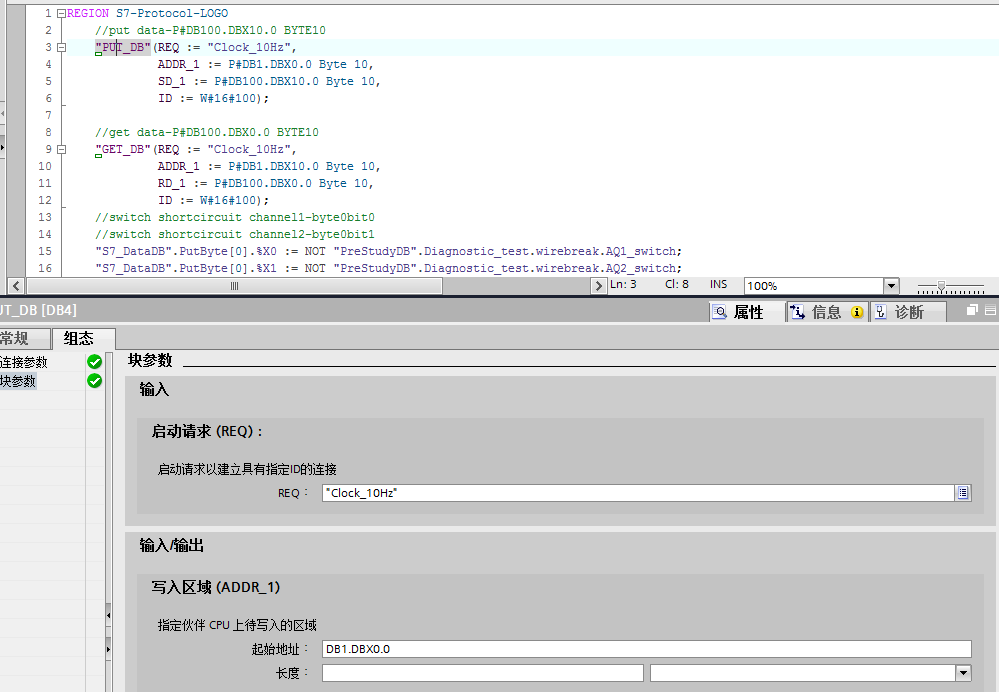 1 REGION S7-Protocol-LOGO
2 //put data-P#DB100.DBX10.0 BYTE10
3 "PUT_DB"(REQ := "Clock_10Hz",
4 ADDR_1 := P#DB1.DBX0.0 Byte 10,
5 SD_1 := P#DB100.DBX10.0 Byte 10,
6 ID := W#16#100);
7
8 //get data-P#DB100.DBX0.0 BYTE10
9 "GET_DB"(REQ := "Clock_10Hz",
10 ADDR_1 := P#DB1.DBX0.0 Byte 10,
11 RD_1 := P#DB100.DBX0.0 Byte 10,
12 ID := W#16#100);
13 //switch shortcircuit channel1-byte0bit0
14 //switch shortcircuit channel2-byte0bit1
15 "S7_DataDB".PutByte[0].%X0 := NOT "PreStudyDB".Diagnostic_test.wirebreak.AQ1_switch;
16 "S7_DataDB".PutByte[0].%X1 := NOT "PreStudyDB".Diagnostic_test.wirebreak.AQ2_switch;
Ln: 3 Cl: 8 INS 100%
UT_DB [DB4]
属性 信息 诊断
常规 组态
连接参数
块参数
块参数
输入
启动请求 (REQ) :
启动请求以建立具有指定ID的连接
REQ : "Clock_10Hz"
输入/输出
写入区域 (ADDR_1)
指定伙伴 CPU 上待写入的区域
起始地址 : DB1.DBX0.0
长度 :